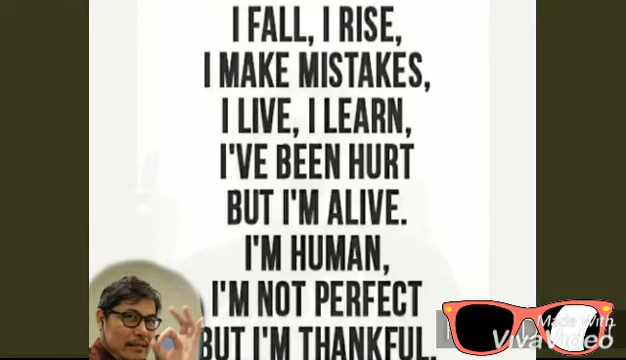 I FALL, I RISE,
I MAKE MISTAKES,
I LIVE, I LEARN,
I'VE BEEN HURT
BUT I'M ALIVE.
I'M HUMAN,
I'M NOT PERFECT
BUT I'M THANKFUL.
Made With
VivaVideo